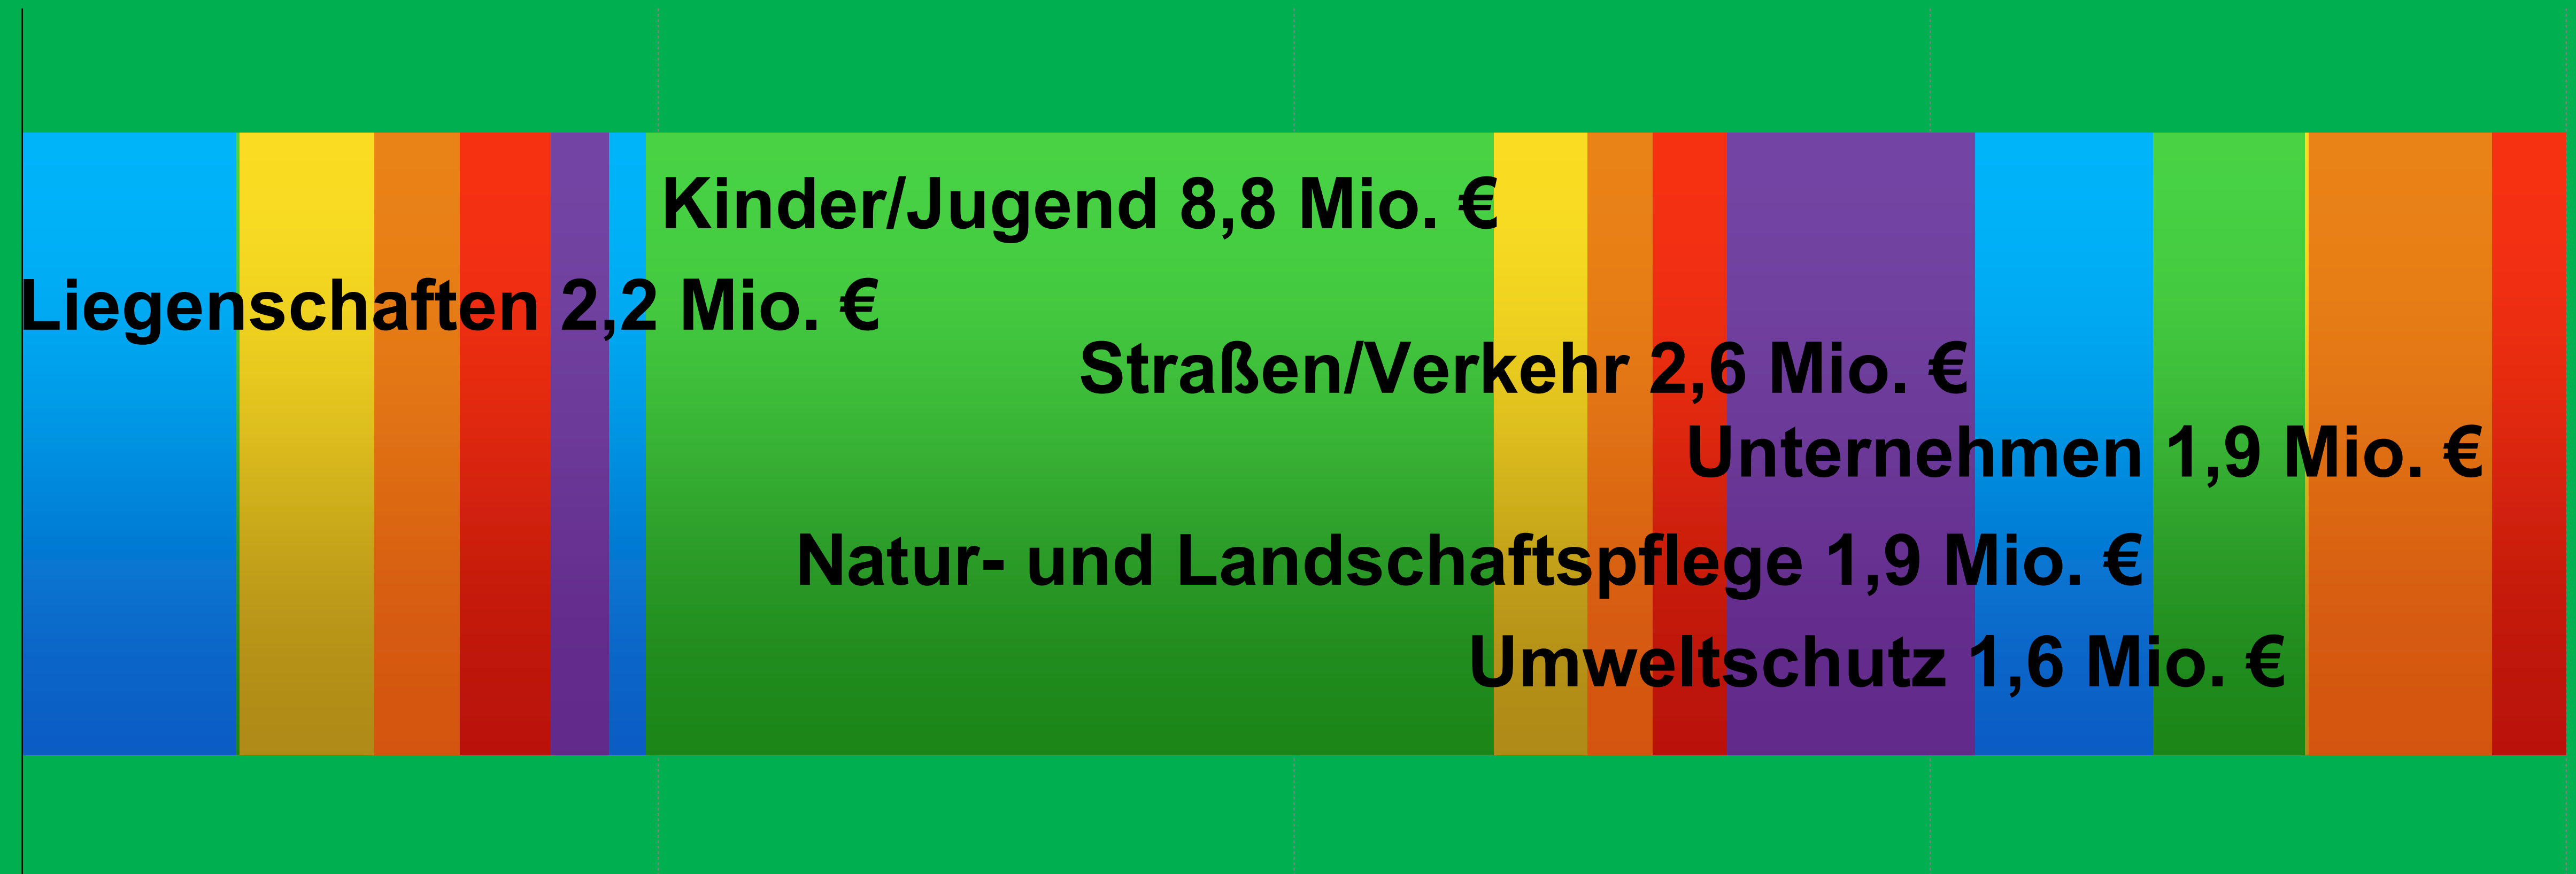 Kinder/Jugend 8,8 Mio. €
Liegenschaften 2,2 Mio. €
Straßen/Verkehr 2,6 Mio. €
Unternehmen 1,9 Mio. €
Natur- und Landschaftspflege 1,9 Mio. €
Umweltschutz 1,6 Mio. €